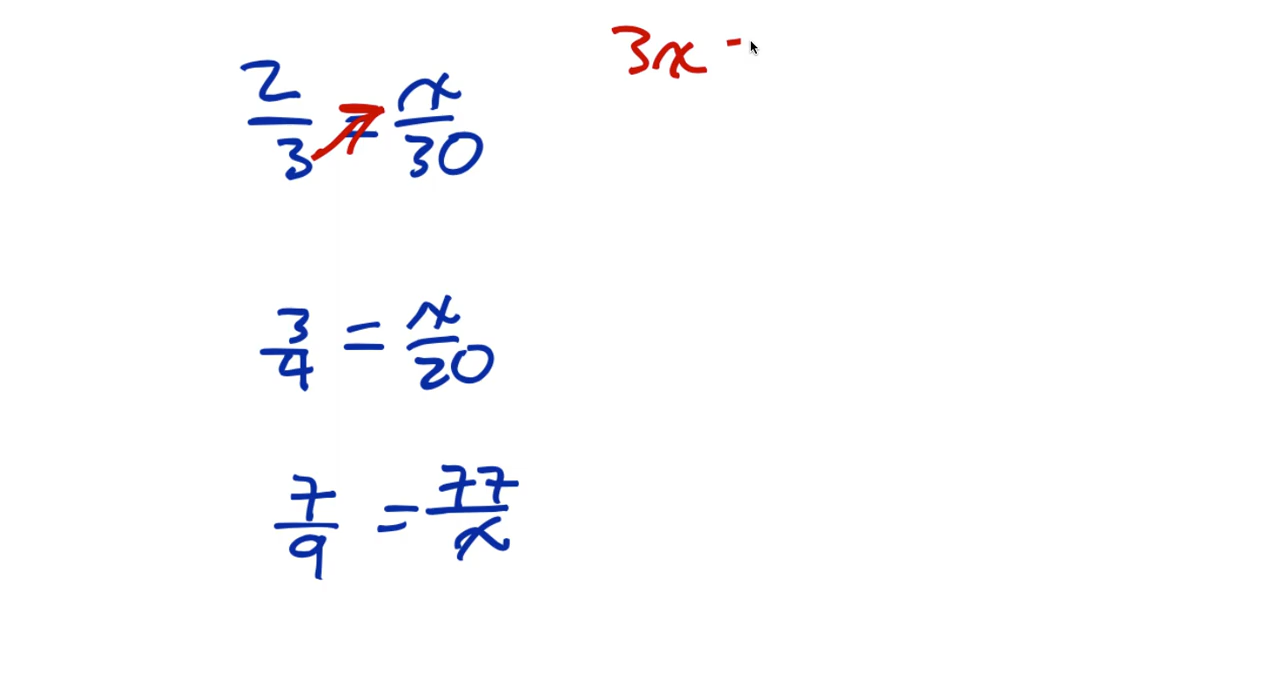 2/3 = x/30
3x =
3/4 = x/20
7/9 = 77/x